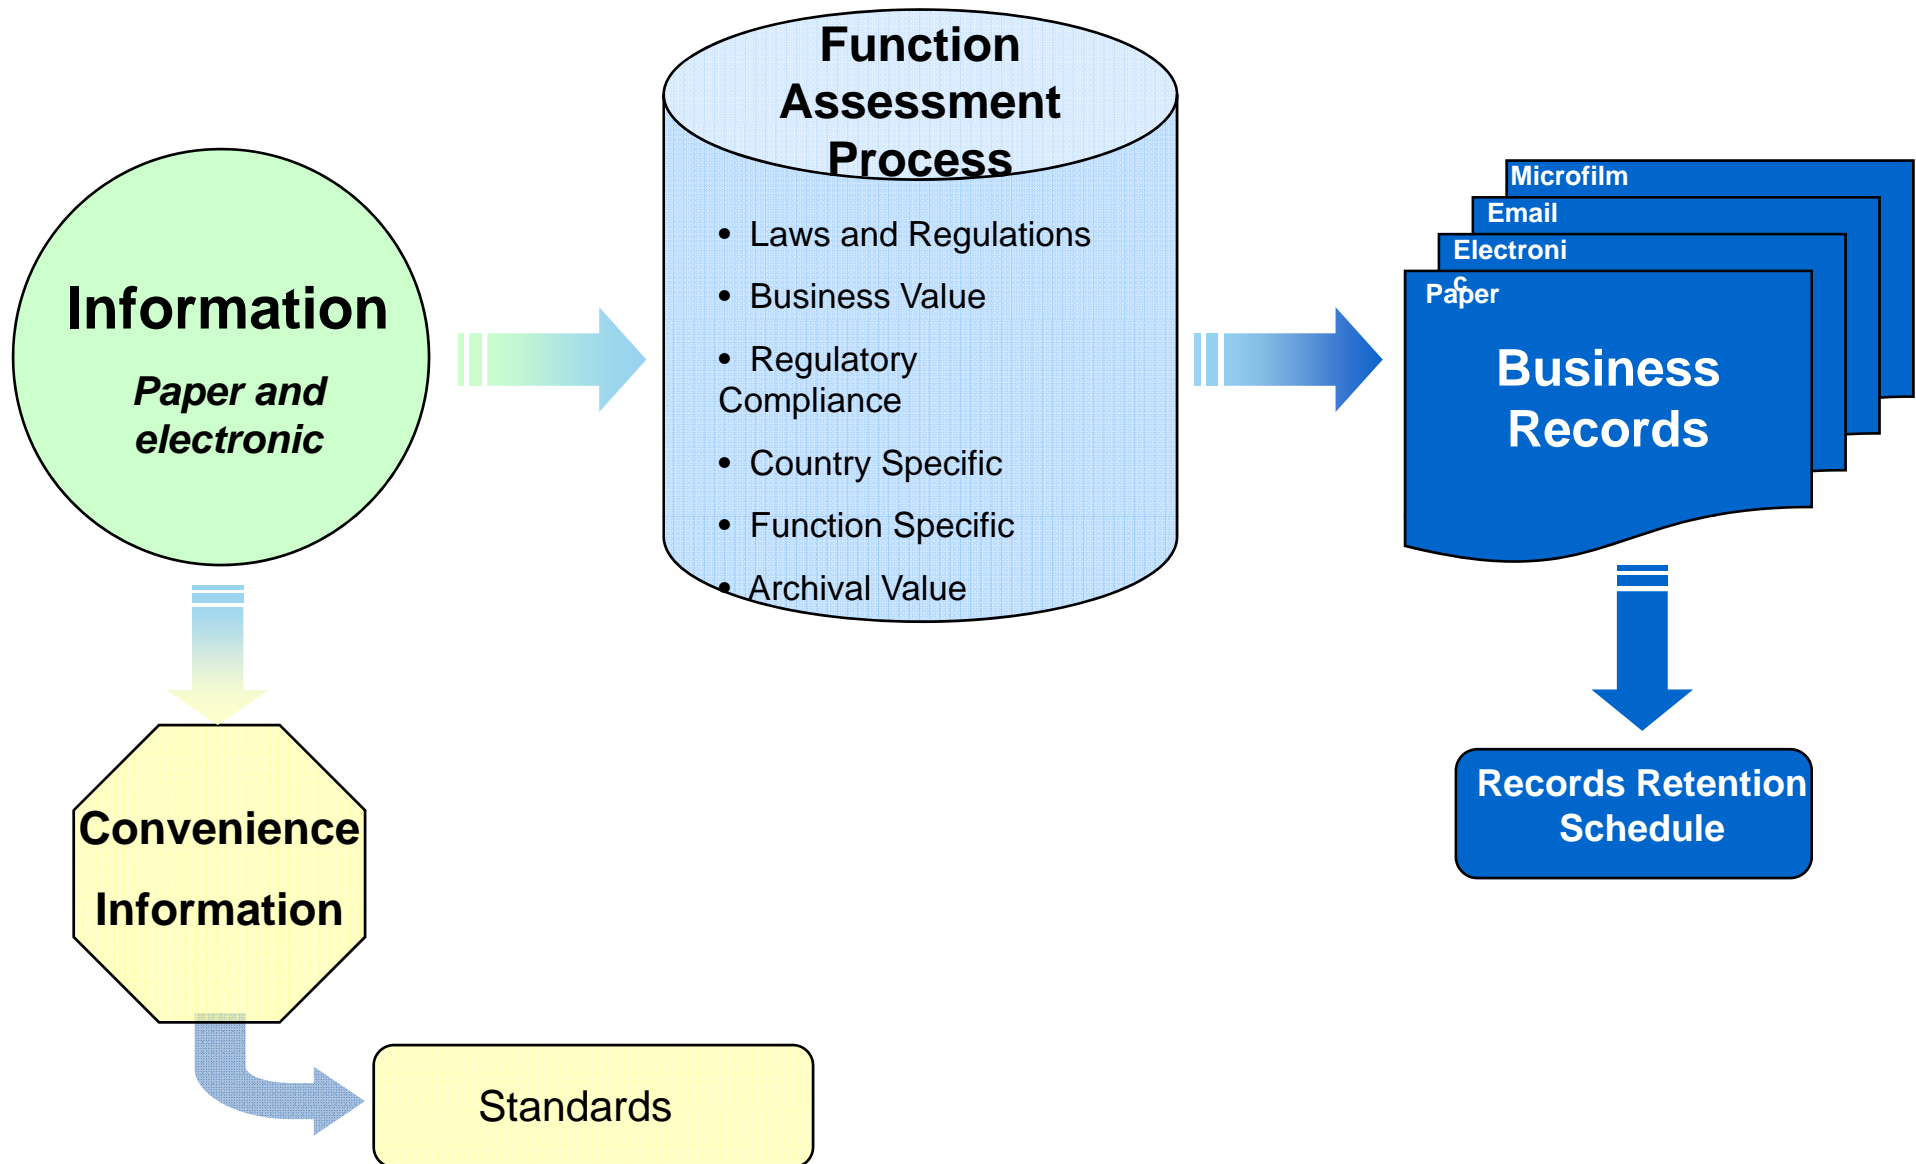 Information
Paper and
electronic
Function
Assessment
Process
• Laws and Regulations
• Business Value
• Regulatory
Compliance
• Country Specific
• Function Specific
• Archival Value
Microfilm
Email
Electroni
c
Paper
Business
Records
Records Retention
Schedule
Convenience
Information
Standards